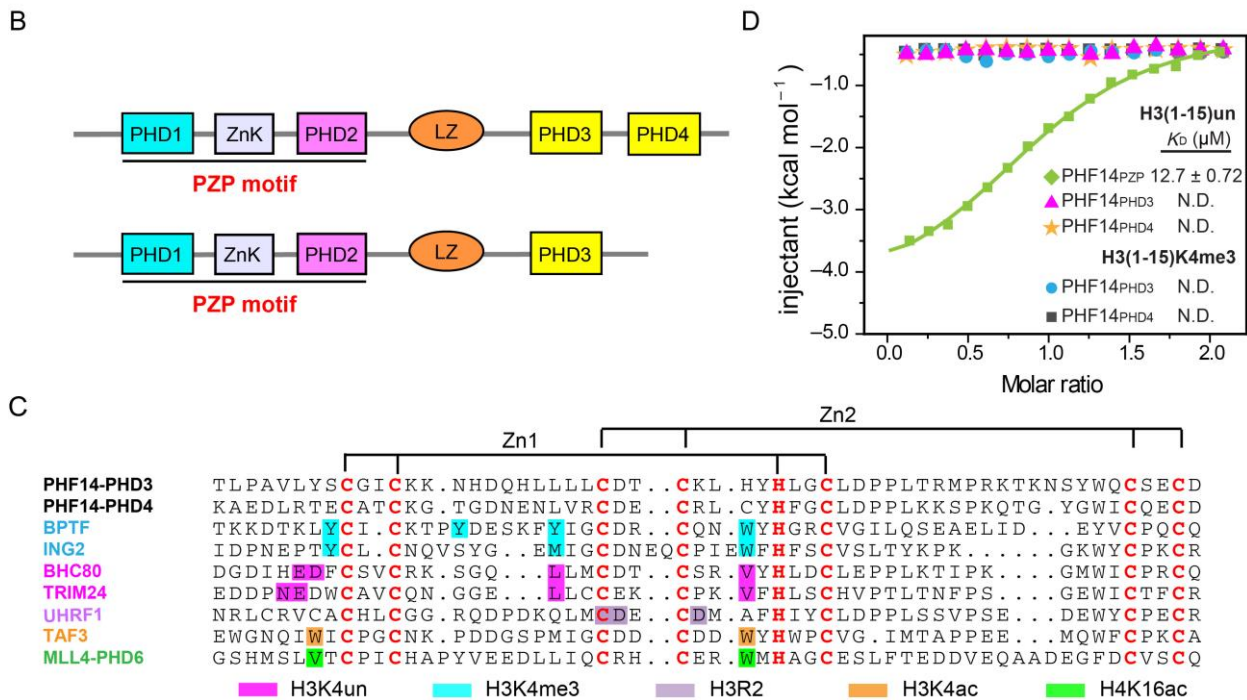 B
PHD1 ZnK PHD2 LZ PHD3 PHD4
PZP motif
PHD1 ZnK PHD2 LZ PHD3
PZP motif
D
injectant (kcal mol−1)
−1.0
−2.0
−3.0
−4.0
−5.0
0.0 0.5 1.0 1.5 2.0
Molar ratio
H3(1-15)un
KD (μM)
PHF14PZP 12.7 ± 0.72
PHF14PHD3 N.D.
PHF14PHD4 N.D.
H3(1-15)K4me3
PHF14PHD3 N.D.
PHF14PHD4 N.D.
C
Zn2
Zn1
PHF14-PHD3 TLPAVLYSCGICKK.NHDQHLLLLCDT..CKL.HYHLGCLDPPLTRMPRKTKNSYWQCSECD
PHF14-PHD4 KAEDLRTECATCKG.TGDNENLVRCDE..CRL.CYHFGCLDPPLKKSPKQTG.YGWICQECD
BPTF TKKDTKLYCI.CKTPYDESKFYIGCDR..CQN.WYHGRCVGILQSEAELID...EYVCPQCQ
ING2 IDPNEPTYCL.CNQVSYG...EMIGCDNEQCPIEWFHFSCVSLTYKPK.....GKWYCPKCR
BHC80 DGDIHEDFCSVCRK.SGQ...LLMCDT..CSR.VYHLDCLEPPLKTIPK....GMWICPRCQ
TRIM24 EDDPNEDWCAVCQN.GGE...LLCCEK..CPK.VFHLSCHVPTLTNFPS....GEWICTFCR
UHRF1 NRLCRVCACHLCGG.RQDPDKQLMCDE..CDM.AFHIYCLDPPLSSVPSE...DEWYCPECR
TAF3 EWGNQIWICPGCNK.PDDGSPMIGCDD..CDD.WYHWPCVG.IMTAPPEE...MQWFCPKCA
MLL4-PHD6 GSHMSLVTCPICHAPYVEEDLLIQCRH..CER.WMHAGCESLFTEDDVEQAADEGFDCVSCQ
H3K4un H3K4me3 H3R2 H3K4ac H4K16ac